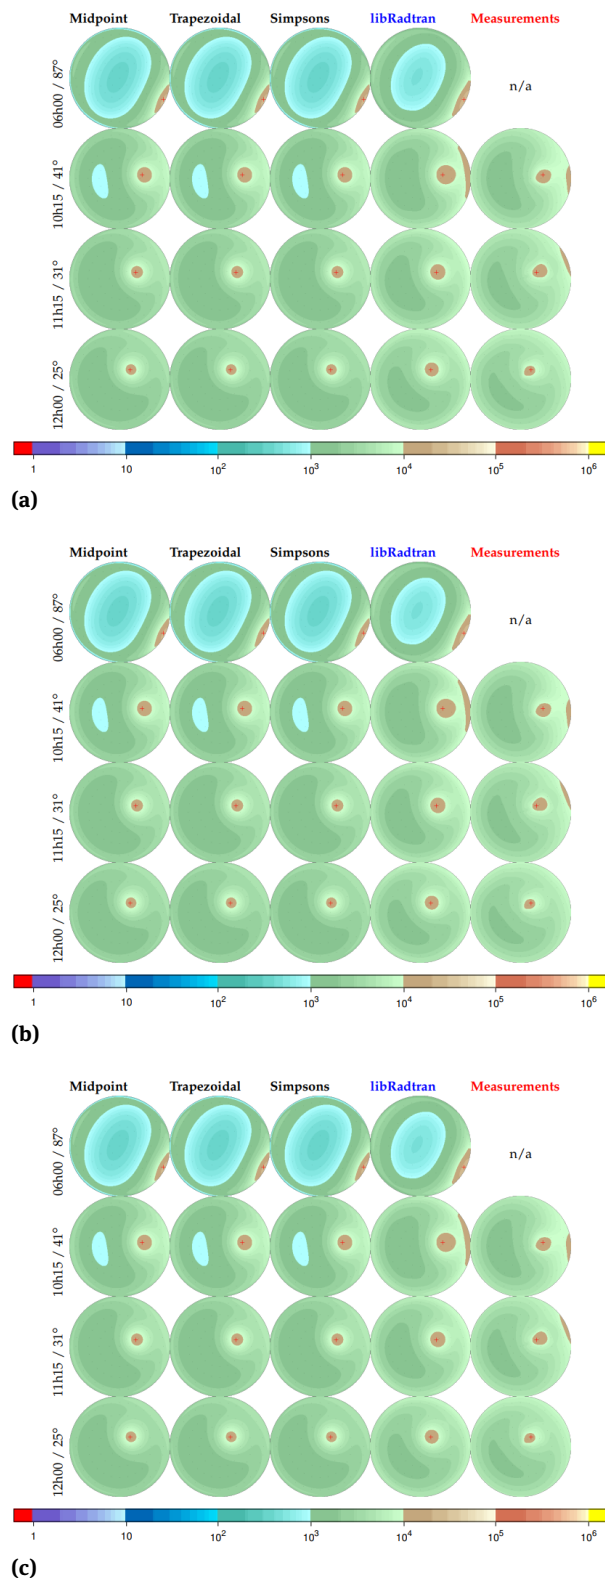 Midpoint Trapezoidal Simpsons libRadtran Measurements
06h00 / 87°
n/a
10h15 / 41°
11h15 / 31°
12h00 / 25°
1 10 10² 10³ 10⁴ 10⁵ 10⁶
(a)
Midpoint Trapezoidal Simpsons libRadtran Measurements
06h00 / 87°
n/a
10h15 / 41°
11h15 / 31°
12h00 / 25°
1 10 10² 10³ 10⁴ 10⁵ 10⁶
(b)
Midpoint Trapezoidal Simpsons libRadtran Measurements
06h00 / 87°
n/a
10h15 / 41°
11h15 / 31°
12h00 / 25°
1 10 10² 10³ 10⁴ 10⁵ 10⁶
(c)